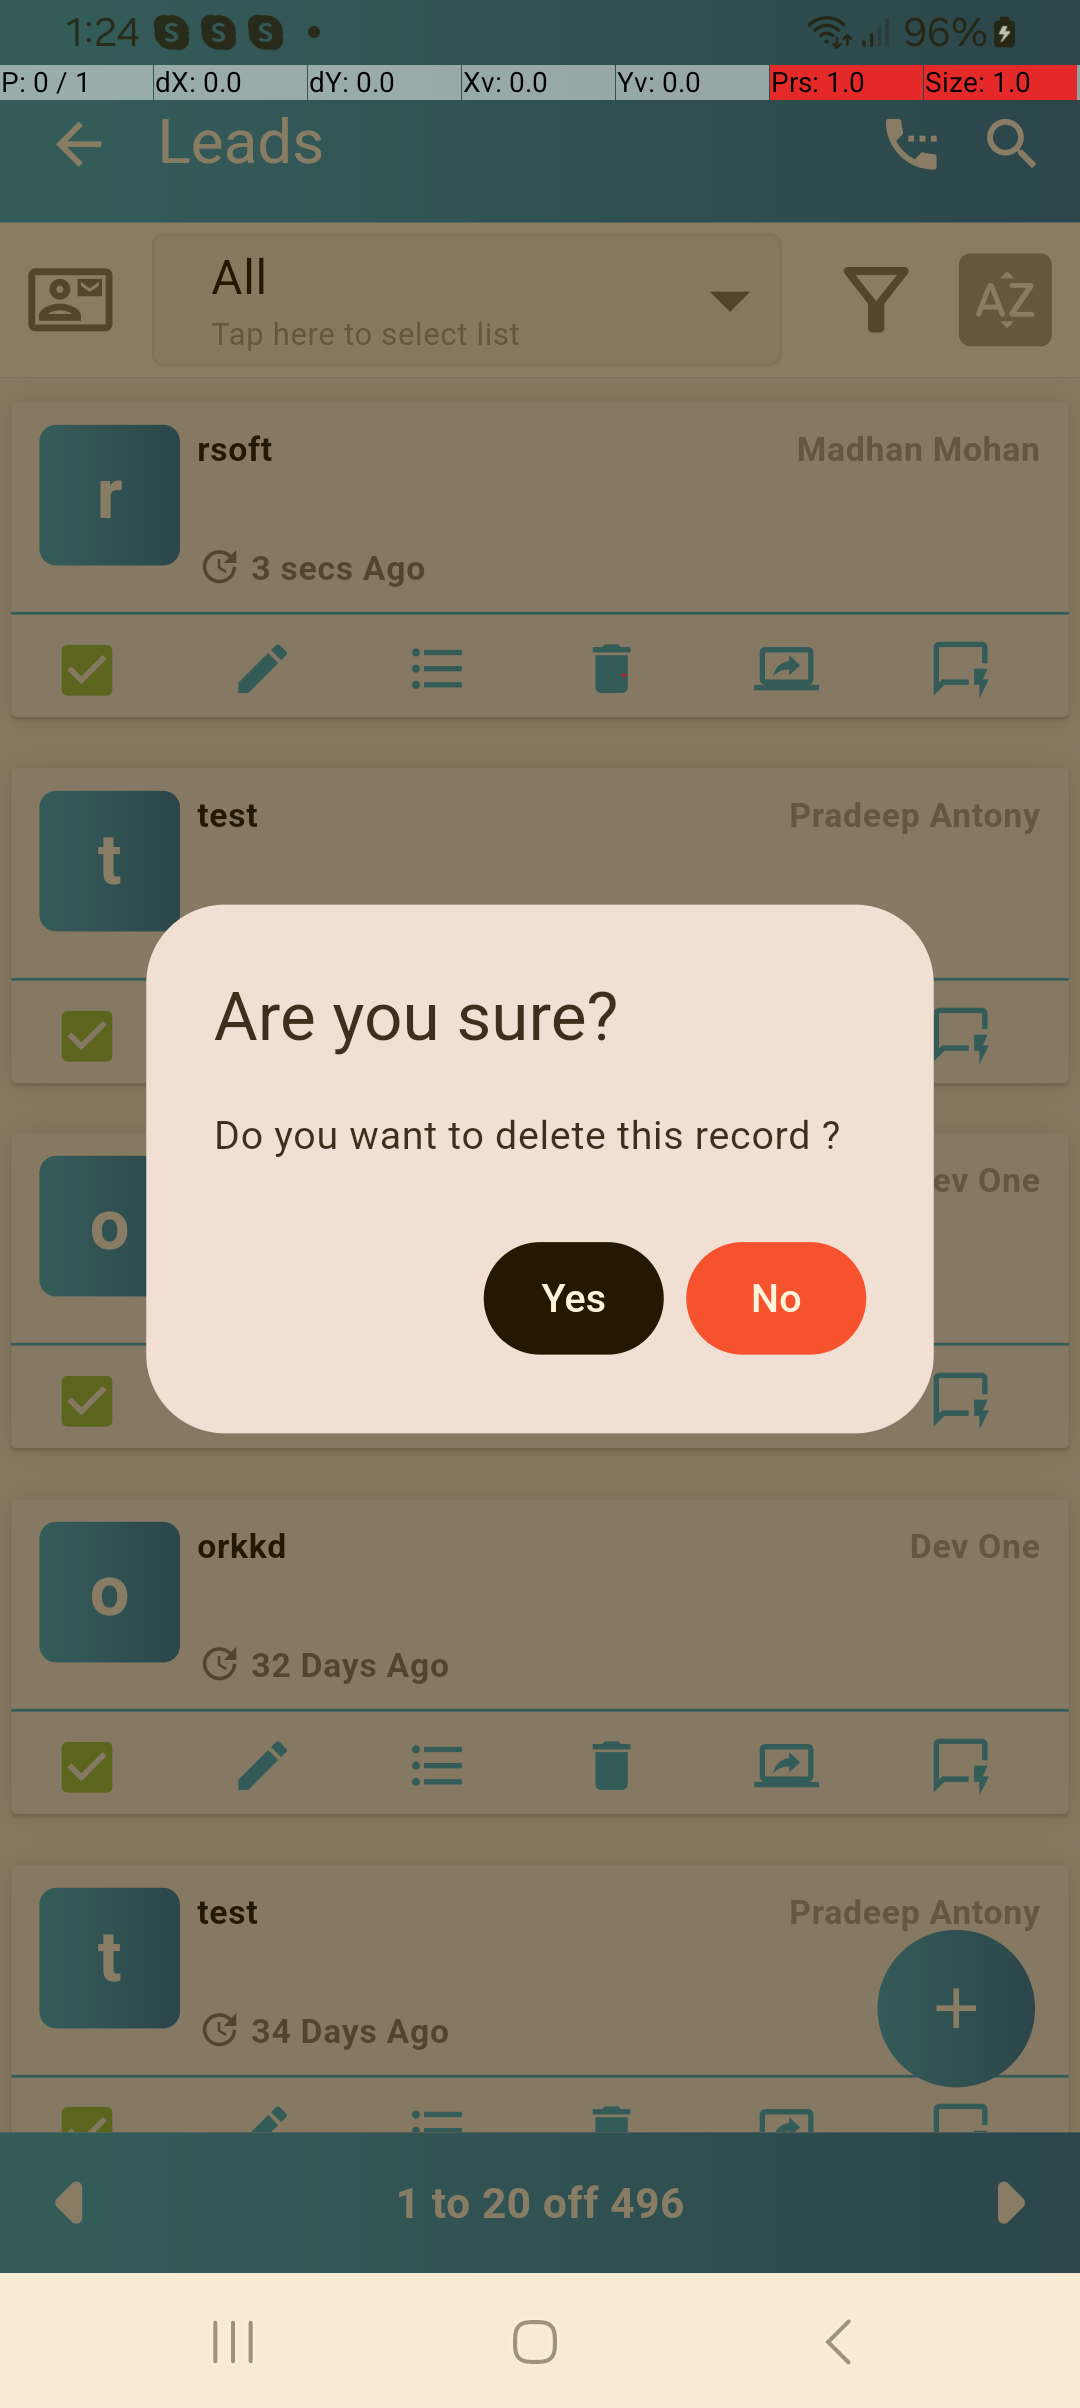 1:24 S S S 96%
P: 0 / 1 dX: 0.0 dY: 0.0 Xv: 0.0 Yv: 0.0 Prs: 1.0 Size: 1.0
Leads
All
Tap here to select list
AZ
r rsoft Madhan Mohan
3 secs Ago
t test Pradeep Antony
Are you sure?
Do you want to delete this record ?
o ev One
Yes No
o orkkd Dev One
32 Days Ago
t test Pradeep Antony
34 Days Ago
+
1 to 20 off 496